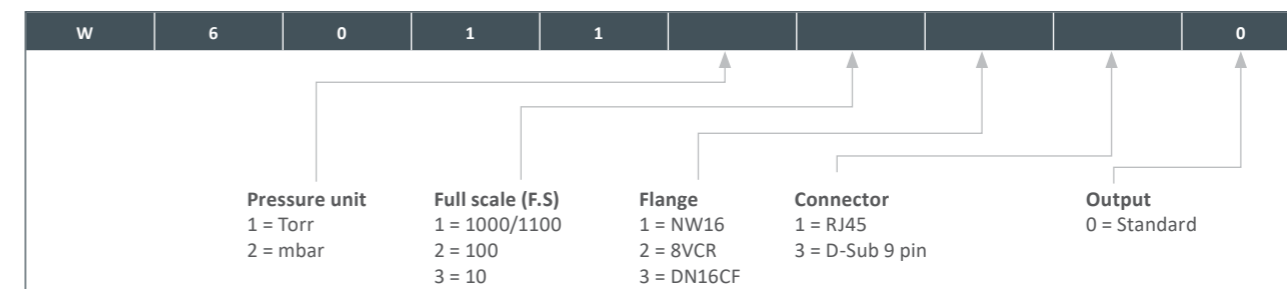 W 6 0 1 1 0
Pressure unit Full scale (F.S) Flange Connector Output
1 = Torr 1 = 1000/1100 1 = NW16 1 = RJ45 0 = Standard
2 = mbar 2 = 100 2 = 8VCR 3 = D-Sub 9 pin
3 = 10 3 = DN16CF